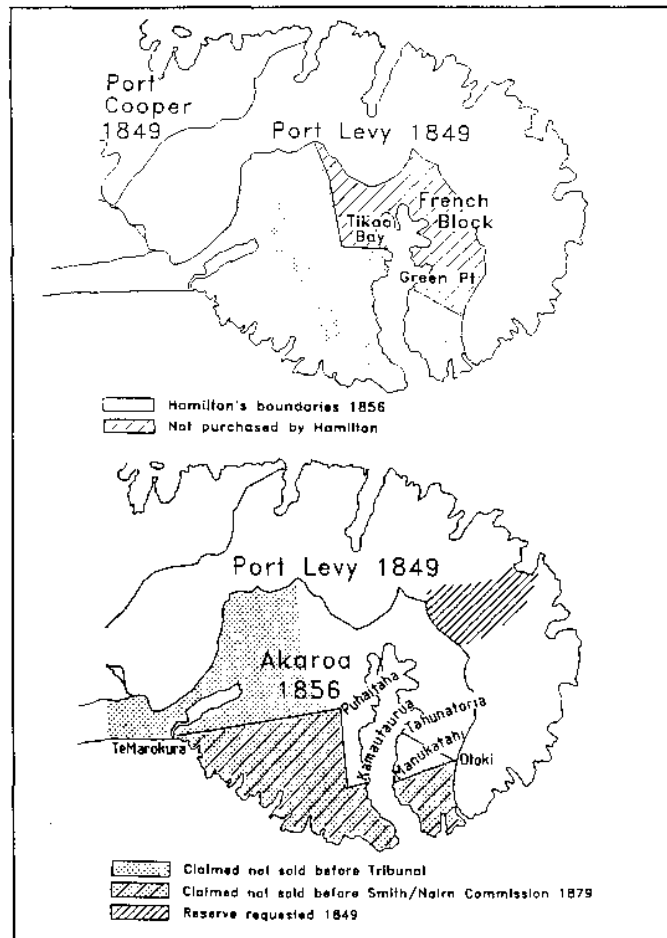 Port
Cooper
1849
Port Levy 1849
French
Block
Tikao
Bay
Green Pt
Hamilton's boundaries 1856
Not purchased by Hamilton
Port Levy 1849
Akaroa
1856
Puhaitaha
Kamautaurua
Tahunatoria
Manukatahi
Otoki
TeMarokura
Claimed not sold before Tribunal
Claimed not sold before Smith/Nairn Commission 1879
Reserve requested 1849